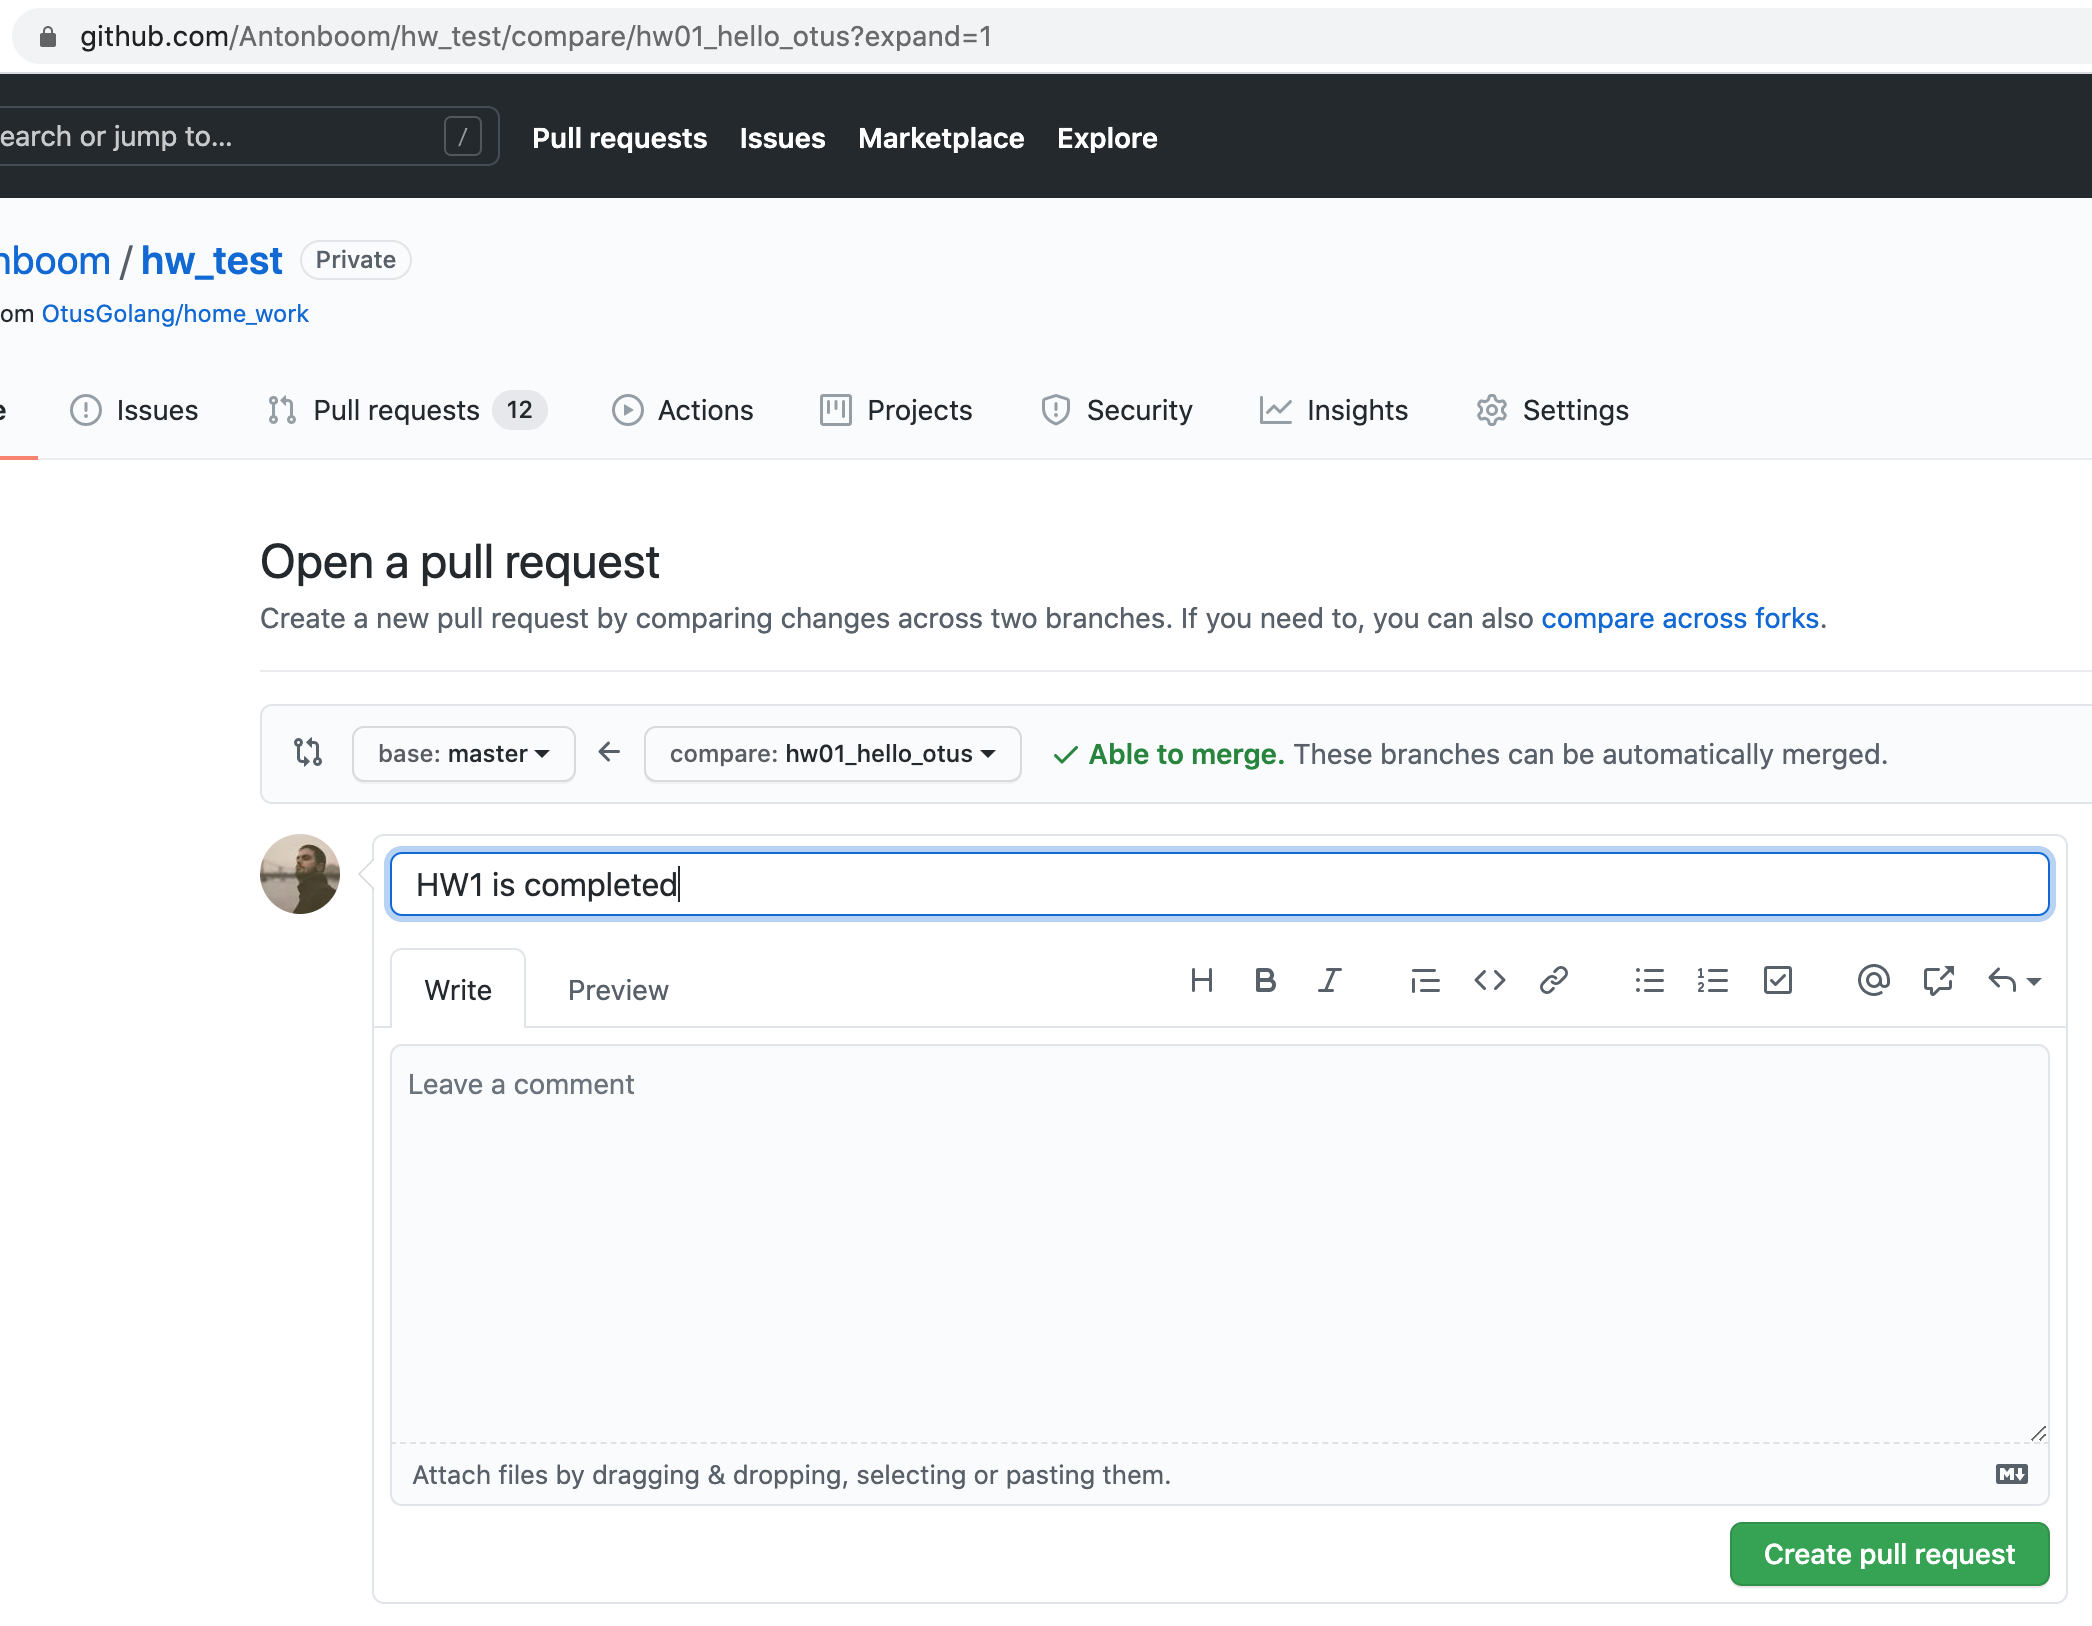 github.com/Antonboom/hw_test/compare/hw01_hello_otus?expand=1
earch or jump to... / Pull requests Issues Marketplace Explore
nboom / hw_test Private
om OtusGolang/home_work
e Issues Pull requests 12 Actions Projects Security Insights Settings
Open a pull request
Create a new pull request by comparing changes across two branches. If you need to, you can also compare across forks.
base: master compare: hw01_hello_otus Able to merge. These branches can be automatically merged.
HW1 is completed
Write Preview
Leave a comment
Attach files by dragging & dropping, selecting or pasting them.
Create pull request